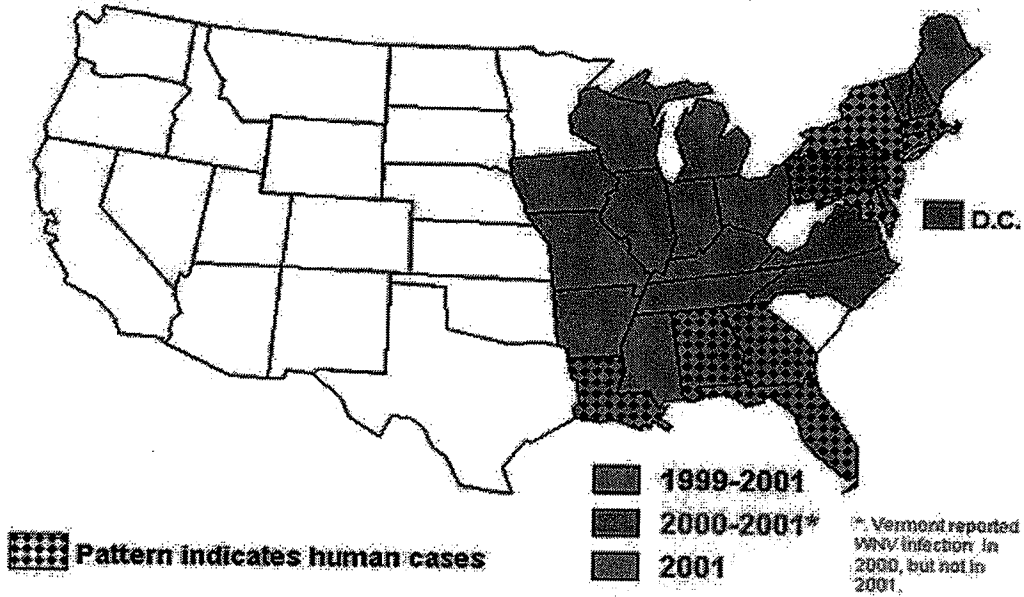 D.C.
1999-2001
2000-2001*
2001
Pattern indicates human cases
* Vermont reported
WNV infection in
2000, but not in
2001.